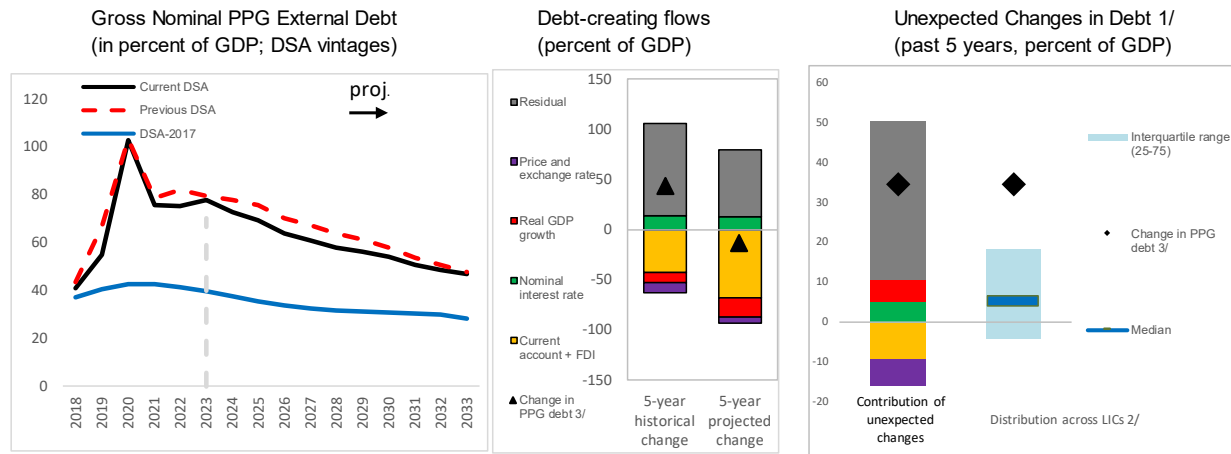 Gross Nominal PPG External Debt
(in percent of GDP; DSA vintages)
Current DSA
Previous DSA
DSA-2017
proj.
120
100
80
60
40
20
0
2018
2019
2020
2021
2022
2023
2024
2025
2026
2027
2028
2029
2030
2031
2032
2033
Debt-creating flows
(percent of GDP)
Residual
Price and
exchange rate
Real GDP
growth
Nominal
interest rate
Current
account + FDI
Change in
PPG debt 3/
150
100
50
0
-50
-100
-150
5-year
historical
change
5-year
projected
change
Unexpected Changes in Debt 1/
(past 5 years, percent of GDP)
60
50
40
30
20
10
0
-10
-20
Interquartile range
(25-75)
Change in PPG
debt 3/
Median
Contribution of
unexpected
changes
Distribution across LICs 2/